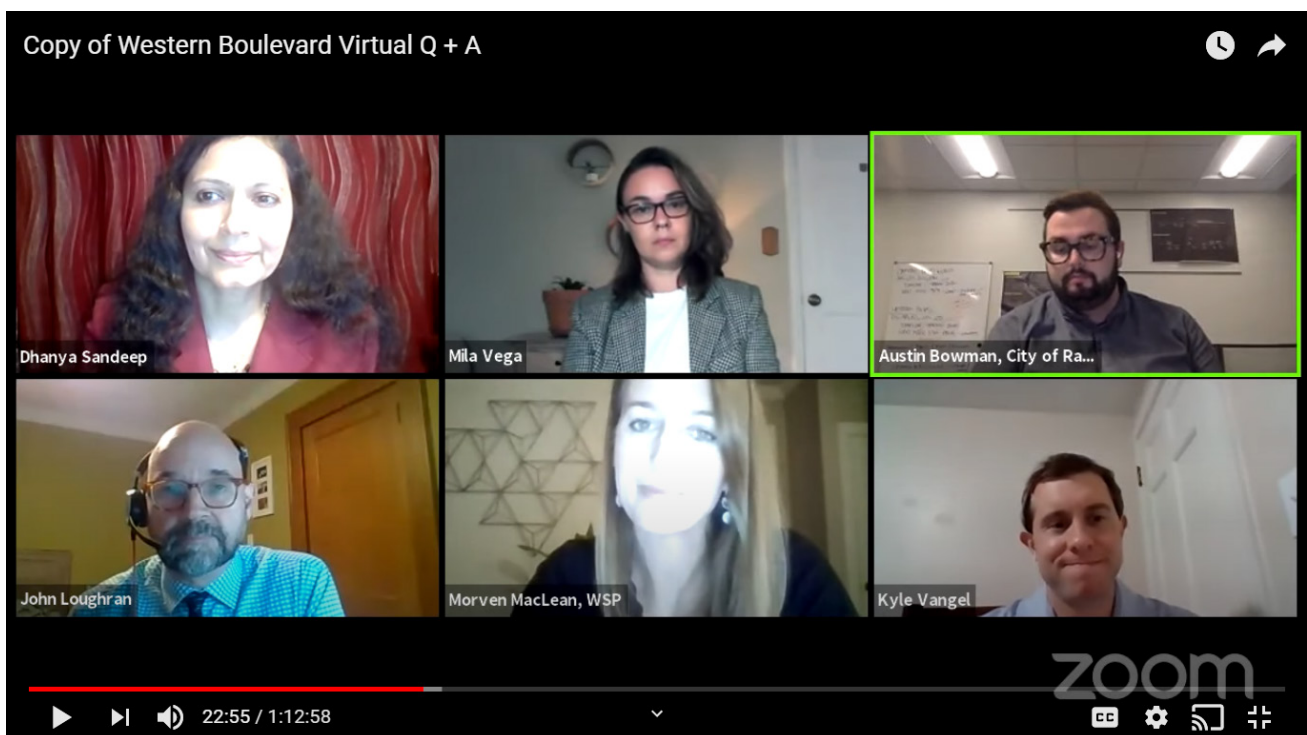 Copy of Western Boulevard Virtual Q + A
Dhanya Sandeep
Mila Vega
Austin Bowman, City of Ra...
John Loughran
Morven MacLean, WSP
Kyle Vangel
zoom
22:55 / 1:12:58
CC